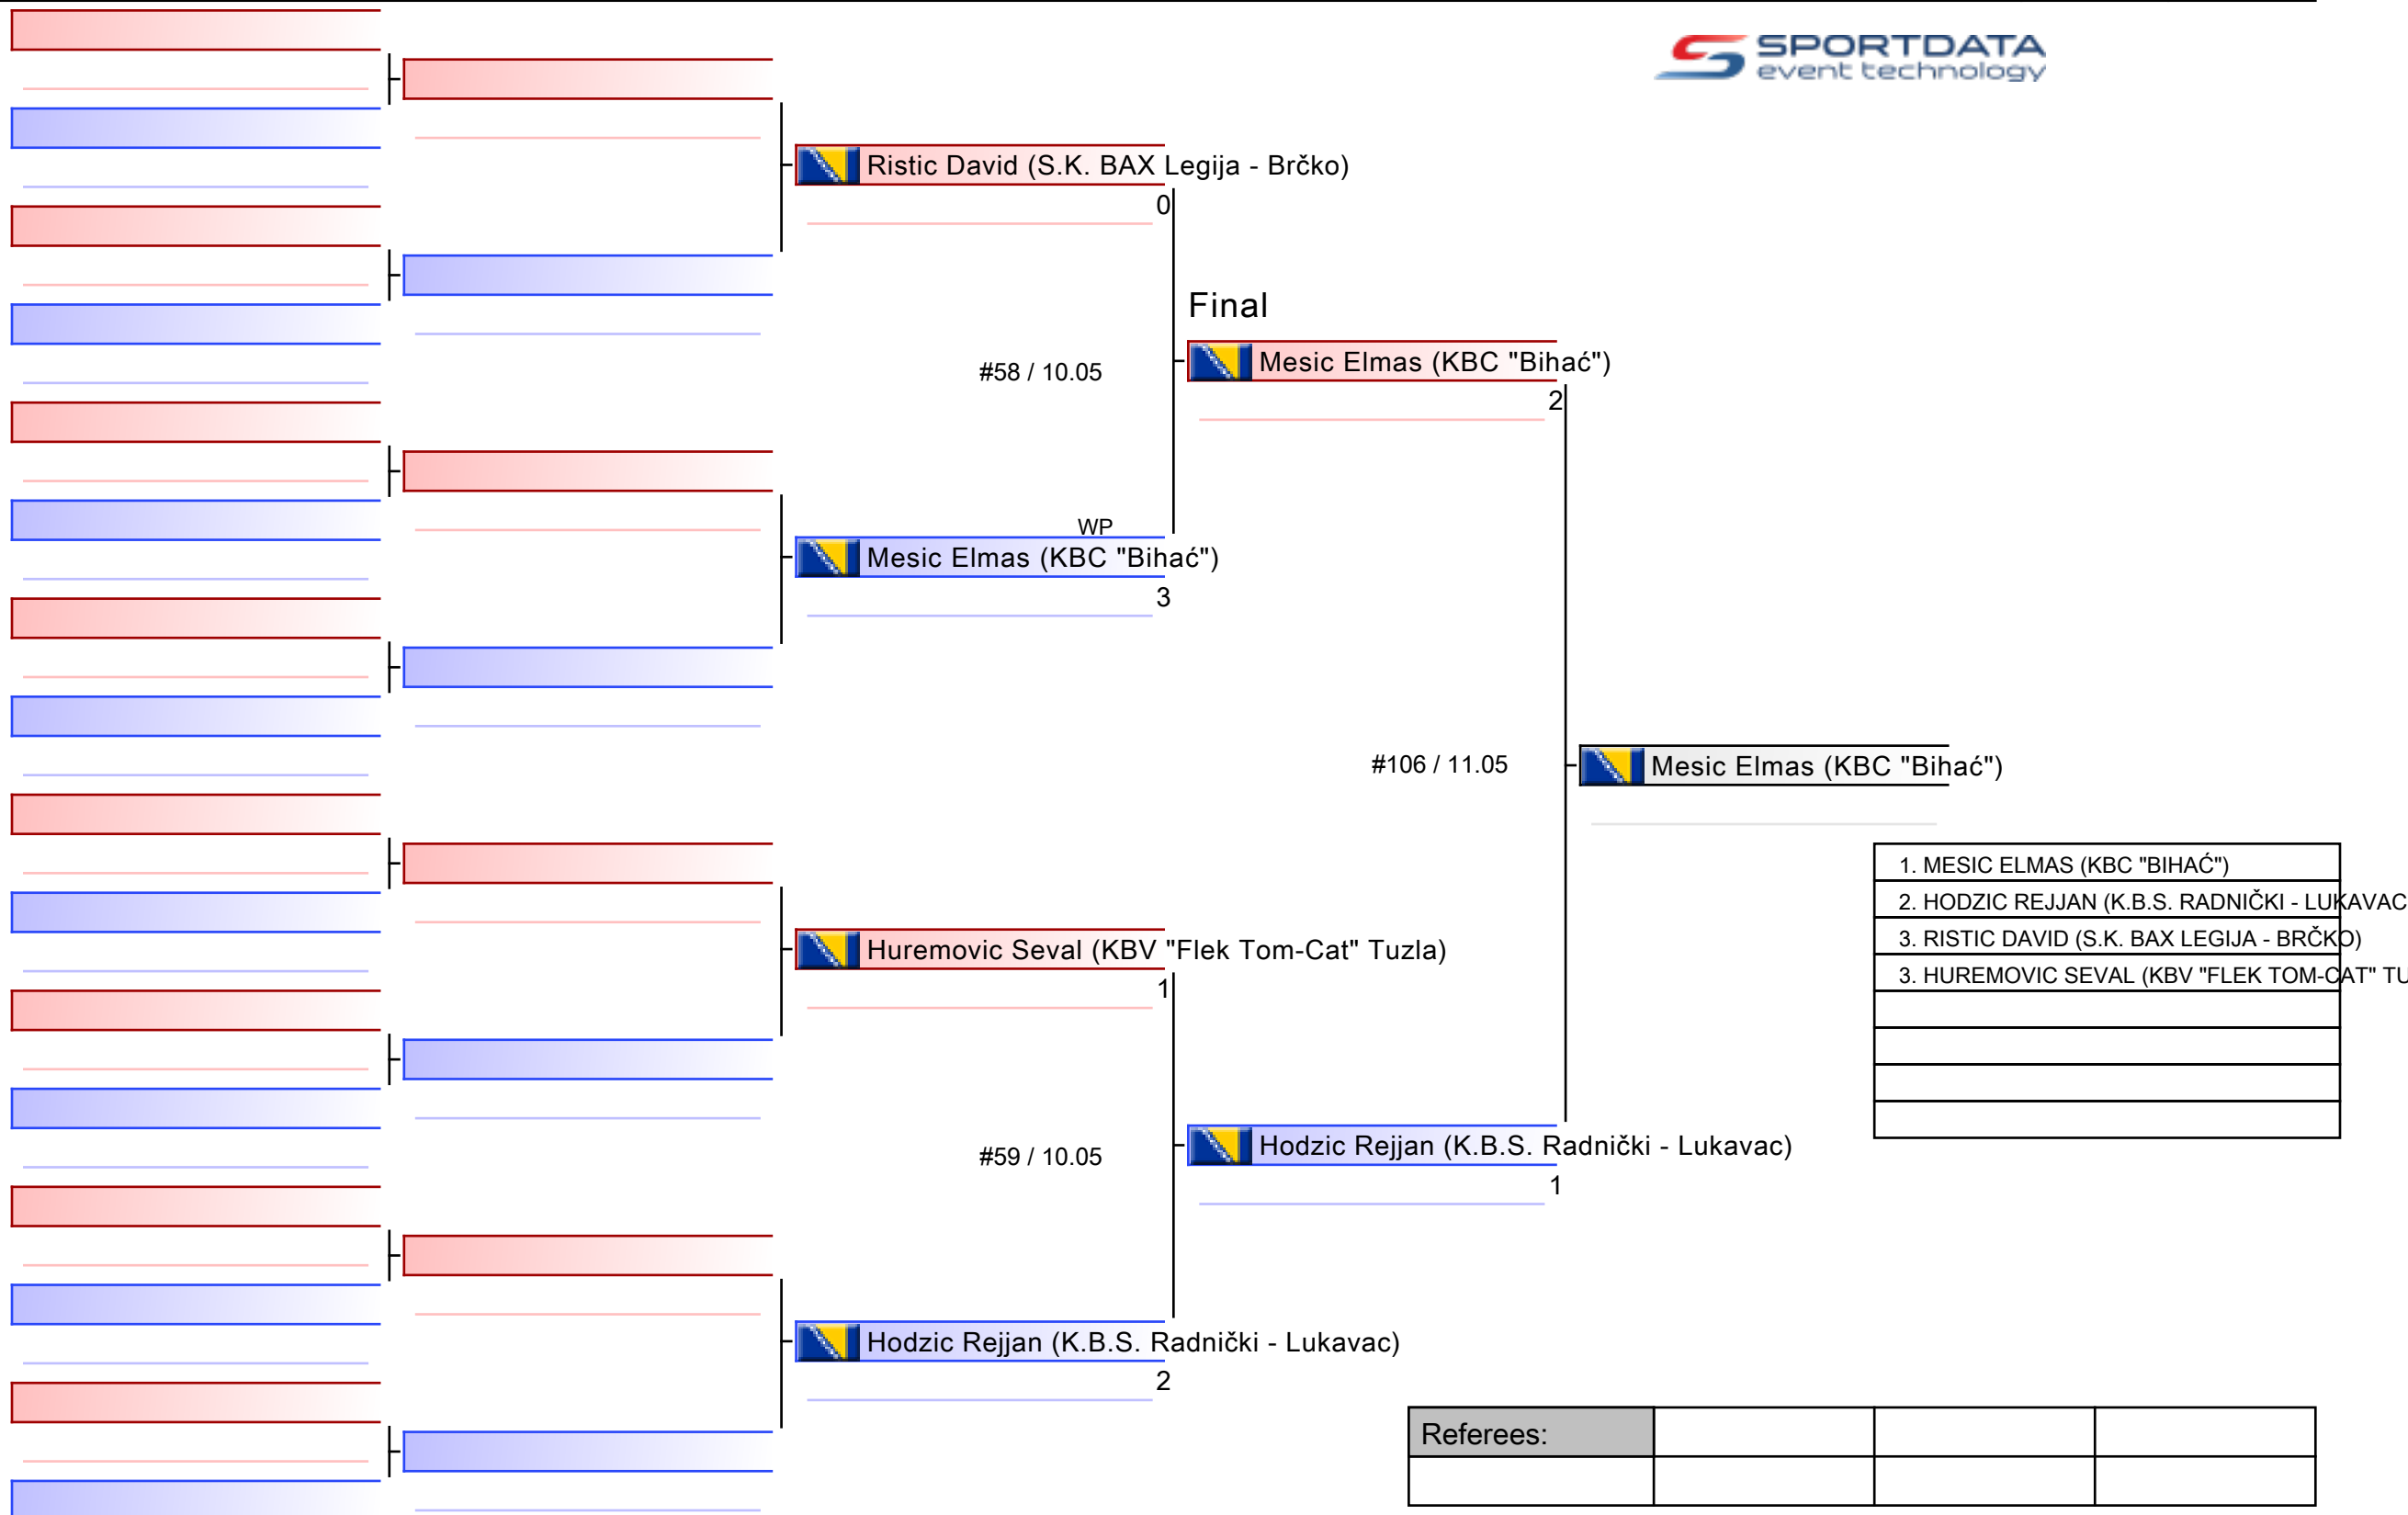 SPORTDATA
event technology
Ristic David (S.K. BAX Legija - Brčko)
0
Final
#58 / 10.05
Mesic Elmas (KBC "Bihać")
2
WP
Mesic Elmas (KBC "Bihać")
3
#106 / 11.05
Mesic Elmas (KBC "Bihać")
1. MESIC ELMAS (KBC "BIHAĆ")
2. HODZIC REJJAN (K.B.S. RADNIČKI - LUKAVAC
3. RISTIC DAVID (S.K. BAX LEGIJA - BRČKO)
3. HUREMOVIC SEVAL (KBV "FLEK TOM-CAT" TU
Huremovic Seval (KBV "Flek Tom-Cat" Tuzla)
1
#59 / 10.05
Hodzic Rejjan (K.B.S. Radnički - Lukavac)
1
Hodzic Rejjan (K.B.S. Radnički - Lukavac)
2
Referees: